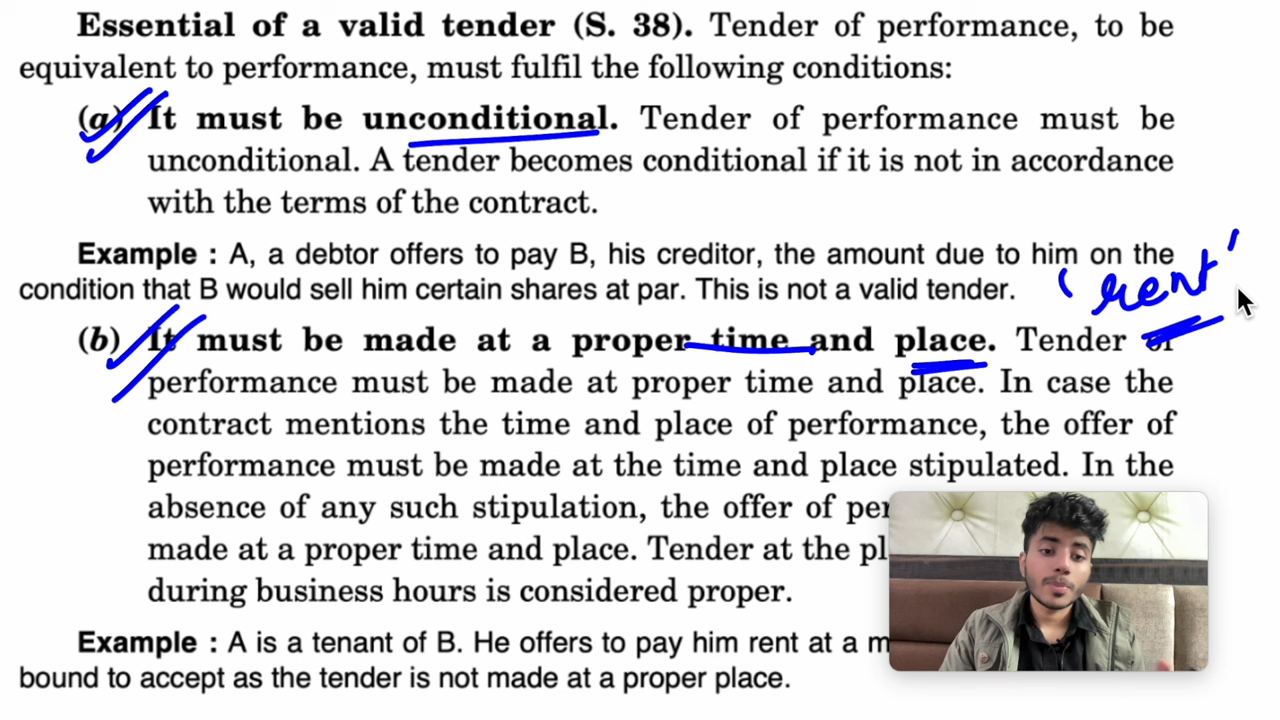 Essential of a valid tender (S. 38). Tender of performance, to be
equivalent to performance, must fulfil the following conditions:
(a) It must be unconditional. Tender of performance must be
unconditional. A tender becomes conditional if it is not in accordance
with the terms of the contract.
Example : A, a debtor offers to pay B, his creditor, the amount due to him on the
condition that B would sell him certain shares at par. This is not a valid tender.
'rent'
(b) It must be made at a proper time and place. Tender of
performance must be made at proper time and place. In case the
contract mentions the time and place of performance, the offer of
performance must be made at the time and place stipulated. In the
absence of any such stipulation, the offer of per
made at a proper time and place. Tender at the pl
during business hours is considered proper.
Example : A is a tenant of B. He offers to pay him rent at a m
bound to accept as the tender is not made at a proper place.